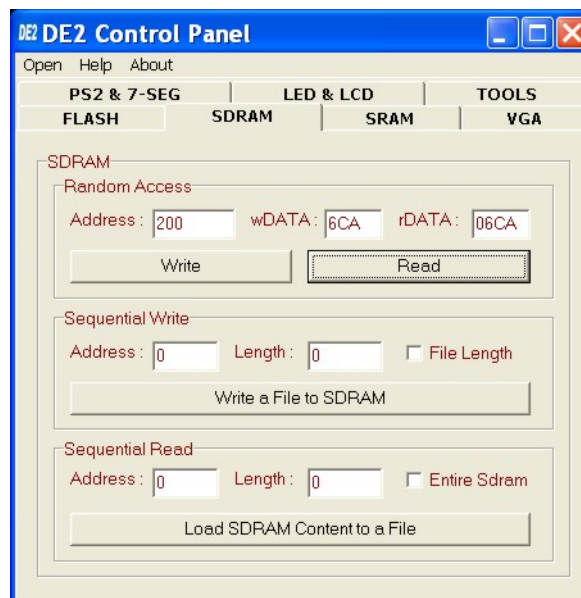 DE2 DE2 Control Panel
Open Help About
PS2 & 7-SEG LED & LCD TOOLS
FLASH SDRAM SRAM VGA
SDRAM
Random Access
Address : 200 wDATA : 6CA rDATA : 06CA
Write Read
Sequential Write
Address : 0 Length : 0 File Length
Write a File to SDRAM
Sequential Read
Address : 0 Length : 0 Entire Sdram
Load SDRAM Content to a File